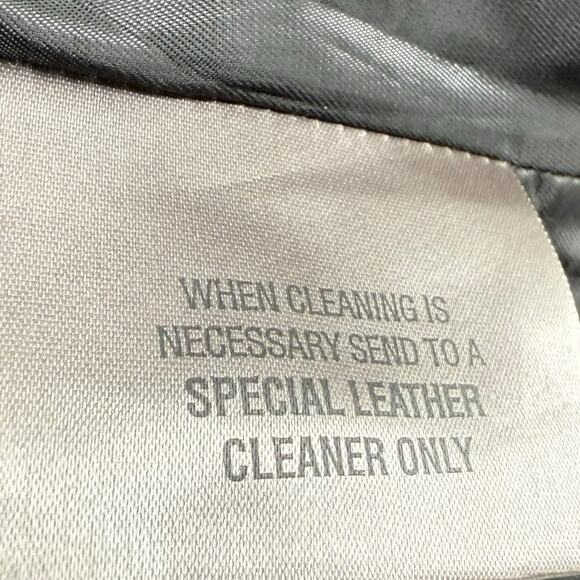 WHEN CLEANING IS
NECESSARY SEND TO A
SPECIAL LEATHER
CLEANER ONLY